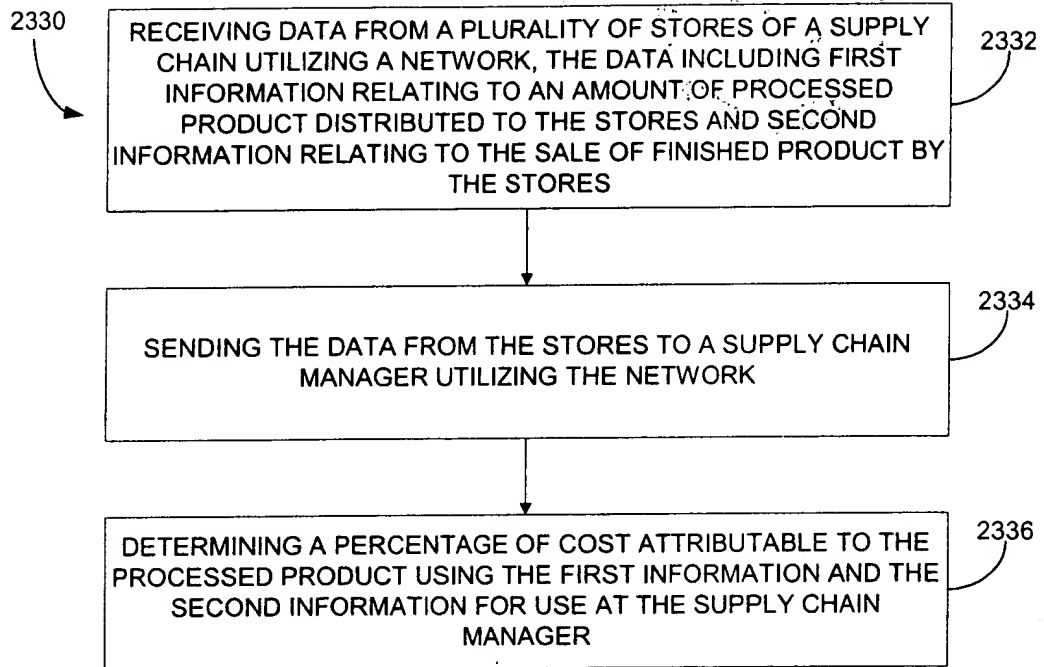 2330
RECEIVING DATA FROM A PLURALITY OF STORES OF A SUPPLY
CHAIN UTILIZING A NETWORK, THE DATA INCLUDING FIRST
INFORMATION RELATING TO AN AMOUNT OF PROCESSED
PRODUCT DISTRIBUTED TO THE STORES AND SECOND
INFORMATION RELATING TO THE SALE OF FINISHED PRODUCT BY
THE STORES
2332
SENDING THE DATA FROM THE STORES TO A SUPPLY CHAIN
MANAGER UTILIZING THE NETWORK
2334
DETERMINING A PERCENTAGE OF COST ATTRIBUTABLE TO THE
PROCESSED PRODUCT USING THE FIRST INFORMATION AND THE
SECOND INFORMATION FOR USE AT THE SUPPLY CHAIN
MANAGER
2336